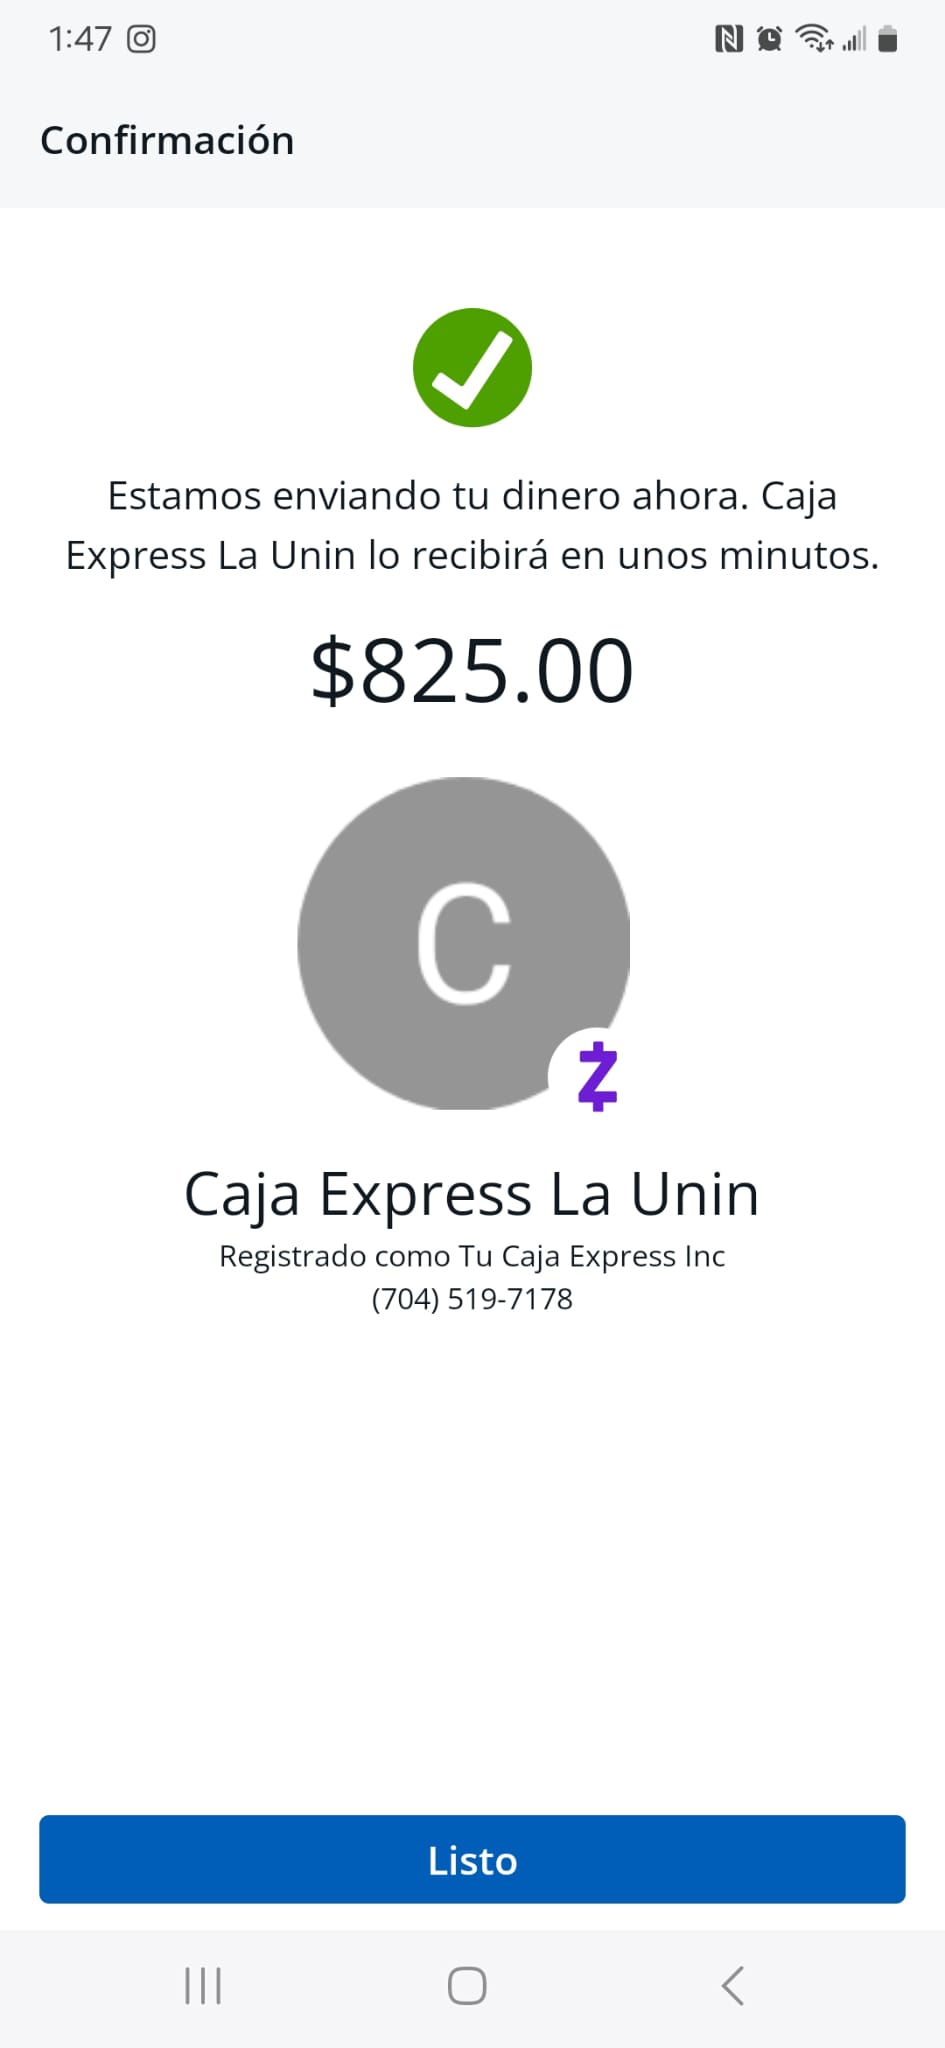 1:47
Confirmación
Estamos enviando tu dinero ahora. Caja
Express La Unin lo recibirá en unos minutos.
$825.00
C
Caja Express La Unin
Registrado como Tu Caja Express Inc
(704) 519-7178
Listo